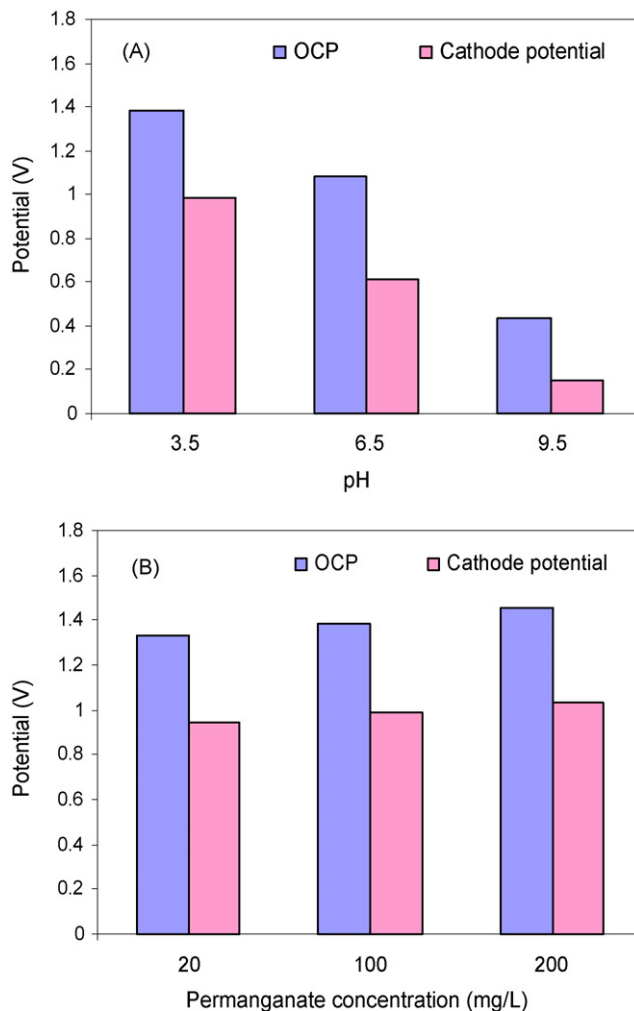 (A) OCP Cathode potential
1.8
1.6
1.4
1.2
1
0.8
0.6
0.4
0.2
0
Potential (V)
3.5 6.5 9.5
pH
(B) OCP Cathode potential
1.8
1.6
1.4
1.2
1
0.8
0.6
0.4
0.2
0
Potential (V)
20 100 200
Permanganate concentration (mg/L)